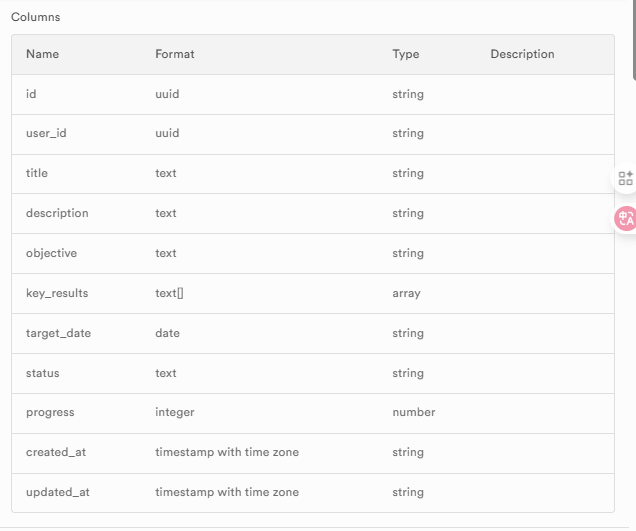 Columns
Name Format Type Description
id uuid string
user_id uuid string
title text string
description text string
objective text string
key_results text[] array
target_date date string
status text string
progress integer number
created_at timestamp with time zone string
updated_at timestamp with time zone string
中 A